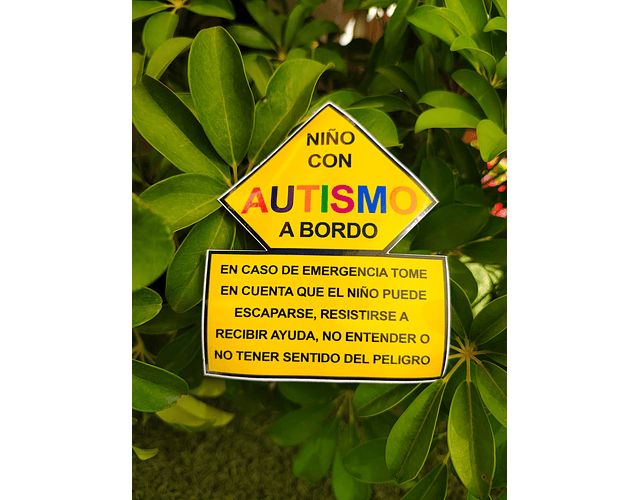 NIÑO
CON
AUTISMO
A BORDO
EN CASO DE EMERGENCIA TOME
EN CUENTA QUE EL NIÑO PUEDE
ESCAPARSE, RESISTIRSE A
RECIBIR AYUDA, NO ENTENDER O
NO TENER SENTIDO DEL PELIGRO